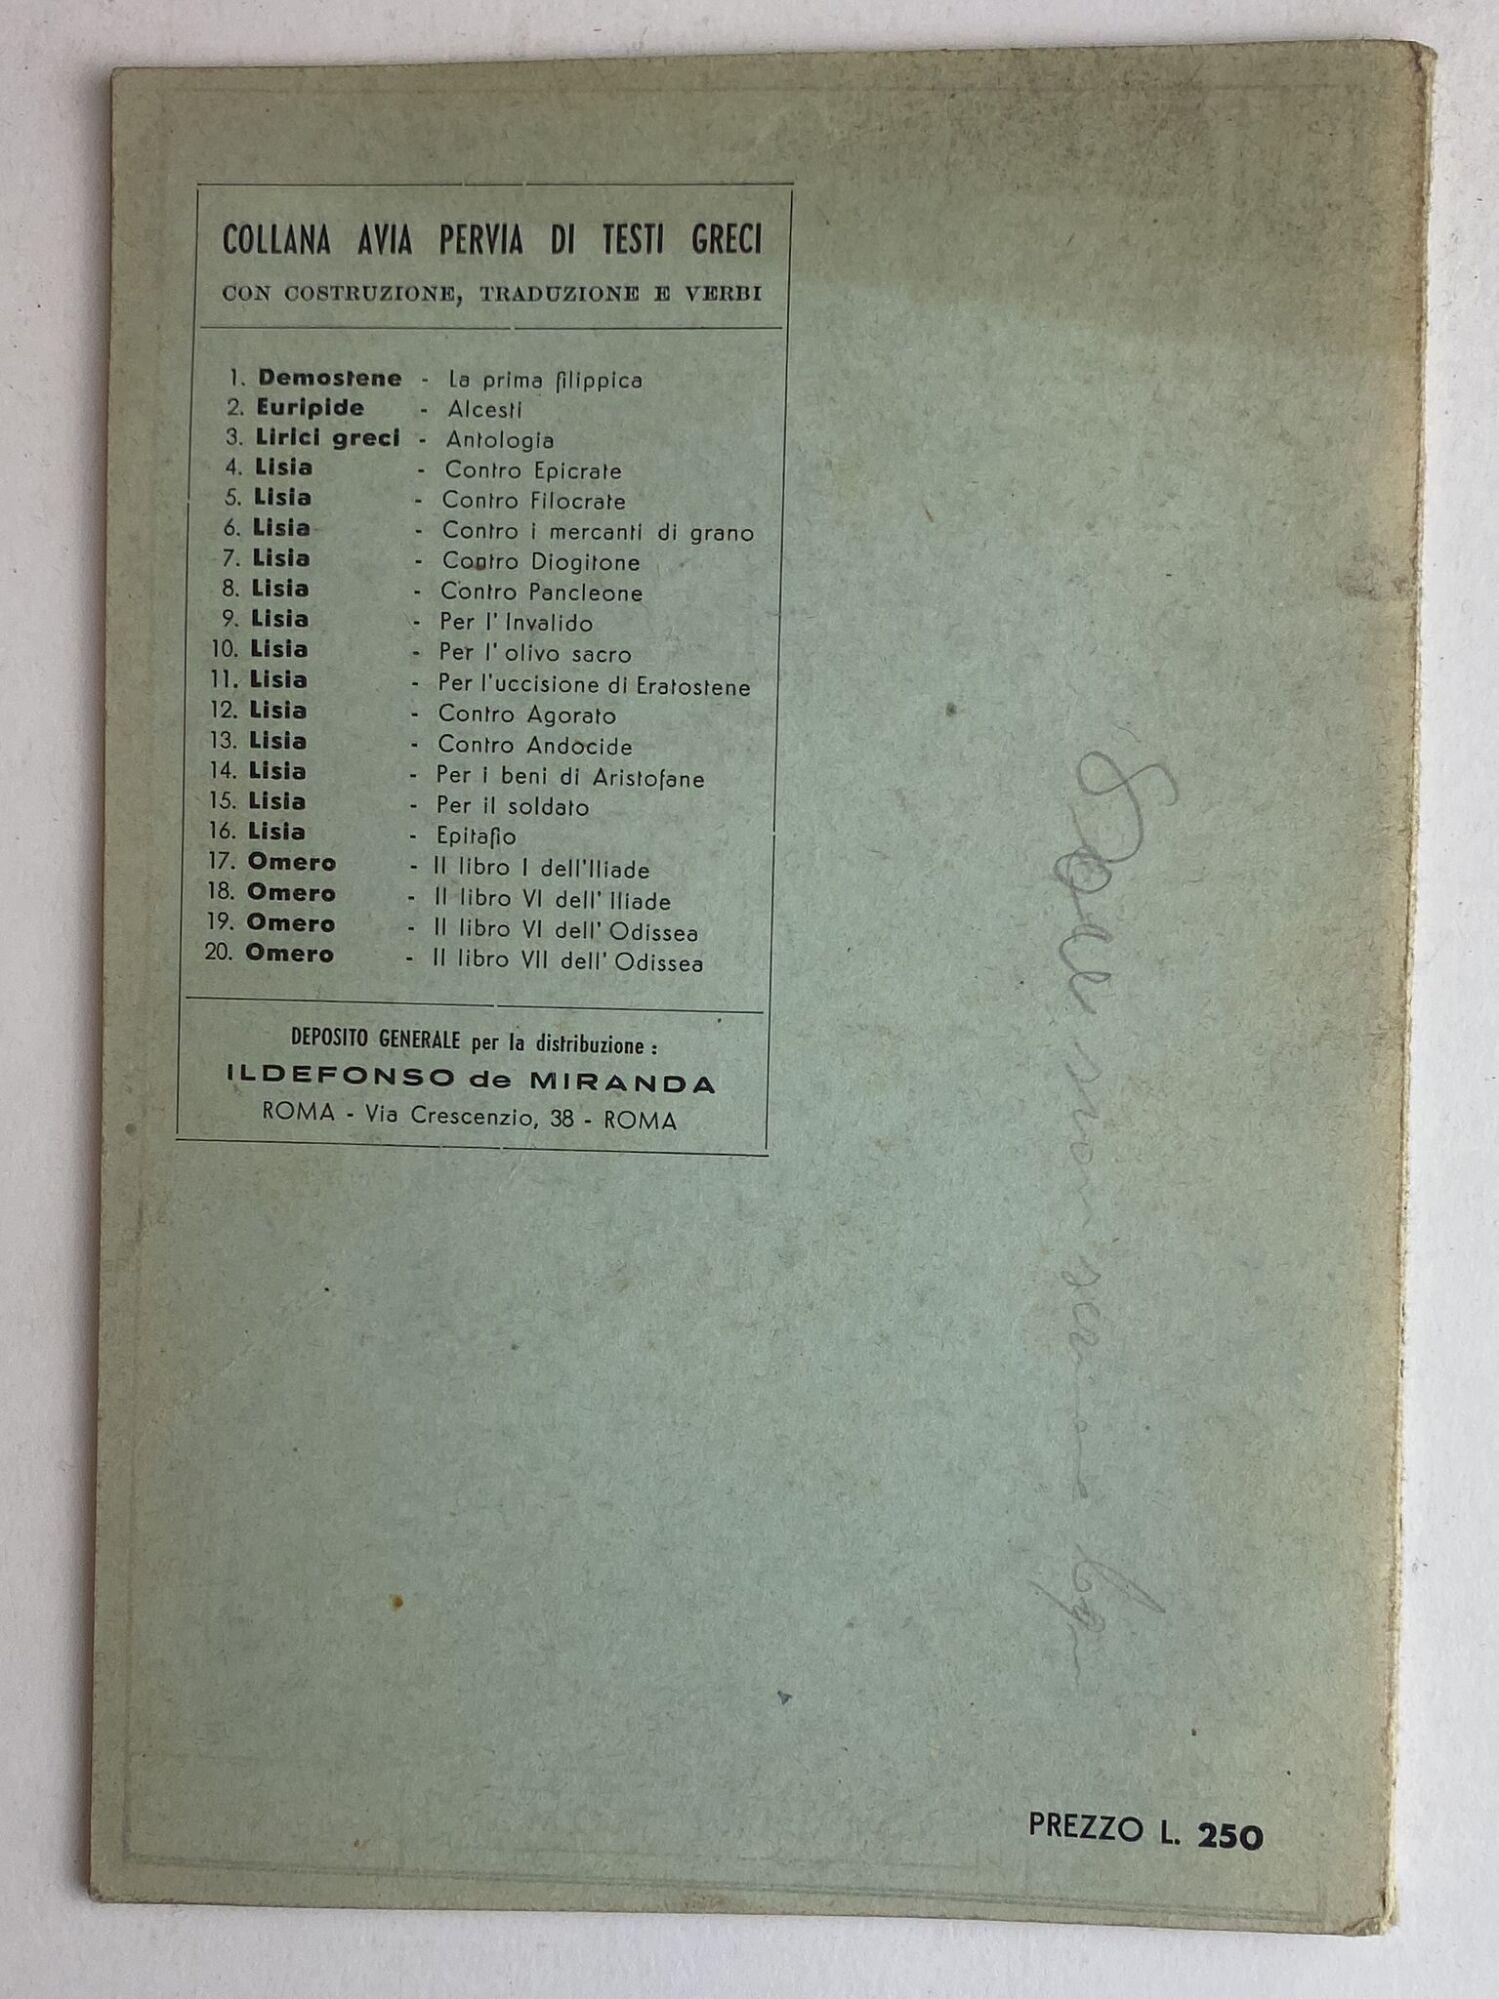 COLLANA AVIA PERVIA DI TESTI GRECI
CON COSTRUZIONE, TRADUZIONE E VERBI
1. Demostene - La prima filippica
2. Euripide - Alcesti
3. Lirici greci - Antologia
4. Lisia - Contro Epicrate
5. Lisia - Contro Filocrate
6. Lisia - Contro i mercanti di grano
7. Lisia - Contro Diogitone
8. Lisia - Contro Pancleone
9. Lisia - Per l'Invalido
10. Lisia - Per l'olivo sacro
11. Lisia - Per l'uccisione di Eratostene
12. Lisia - Contro Agorato
13. Lisia - Contro Andocide
14. Lisia - Per i beni di Aristofane
15. Lisia - Per il soldato
16. Lisia - Epitafio
17. Omero - Il libro I dell'Iliade
18. Omero - Il libro VI dell'Iliade
19. Omero - Il libro VI dell'Odissea
20. Omero - Il libro VII dell'Odissea
DEPOSITO GENERALE per la distribuzione :
ILDEFONSO de MIRANDA
ROMA - Via Crescenzio, 38 - ROMA
PREZZO L. 250